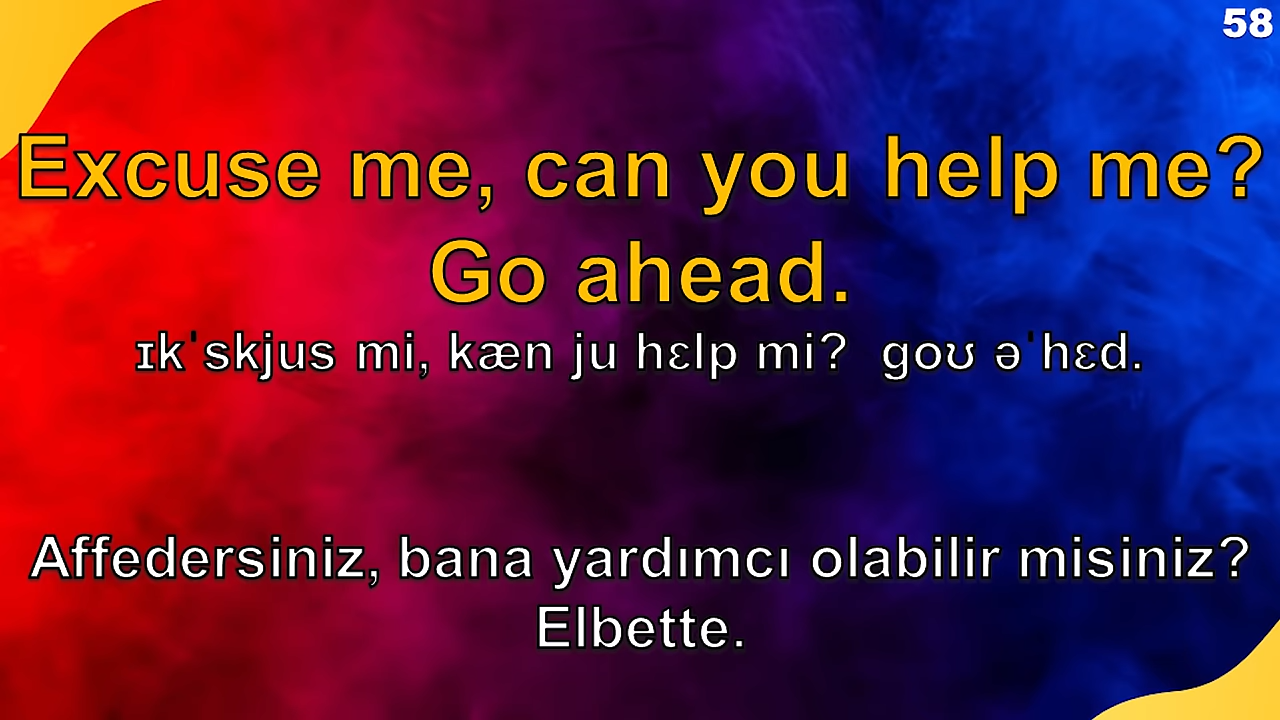 58
Excuse me, can you help me?
Go ahead.
ɪkˈskjus mi, kæn ju hɛlp mi?  goʊ əˈhɛd.
Affedersiniz, bana yardımcı olabilir misiniz?
Elbette.